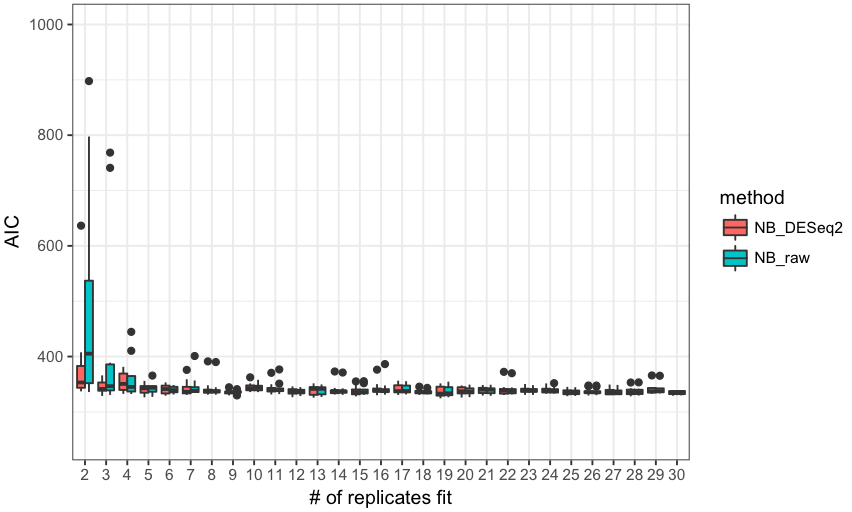 1000
800
600
400
AIC
2 3 4 5 6 7 8 9 10 11 12 13 14 15 16 17 18 19 20 21 22 23 24 25 26 27 28 29 30
# of replicates fit
method
NB_DESeq2
NB_raw